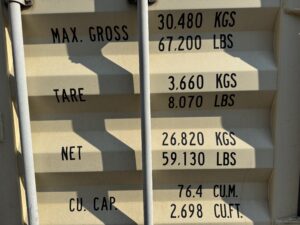 MAX. GROSS 30.480 KGS
67.200 LBS
TARE 3.660 KGS
8.070 LBS
NET 26.820 KGS
59.130 LBS
CU. CAP. 76.4 CU.M.
2.698 CU.FT.